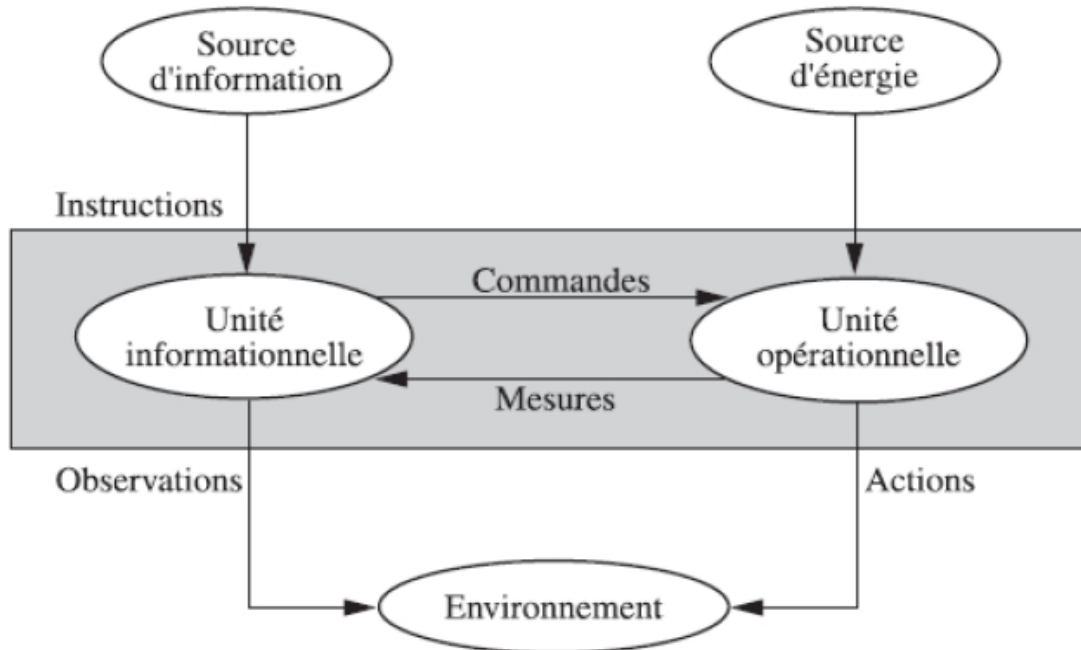 Source
d'information
Source
d'énergie
Instructions
Commandes
Unité
informationnelle
Unité
opérationnelle
Mesures
Observations
Actions
Environnement